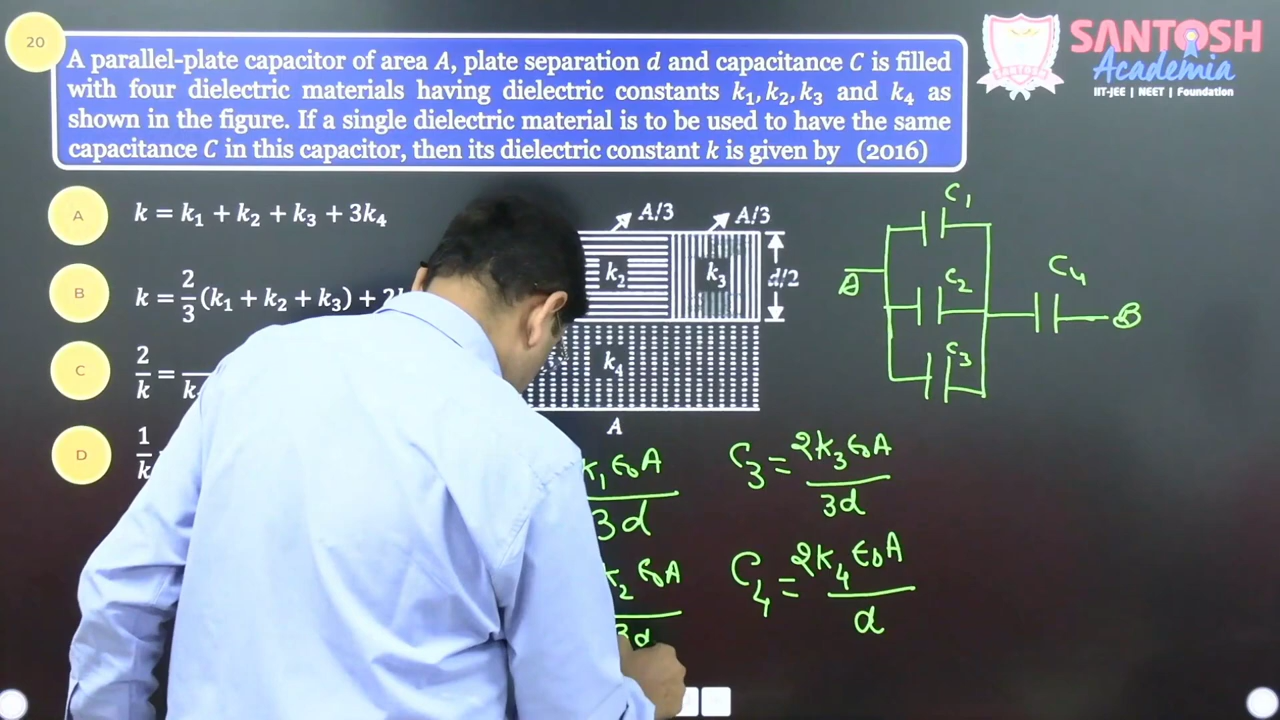 20
A parallel-plate capacitor of area A, plate separation d and capacitance C is filled
with four dielectric materials having dielectric constants k₁, k₂, k₃ and k₄ as
shown in the figure. If a single dielectric material is to be used to have the same
capacitance C in this capacitor, then its dielectric constant k is given by (2016)
SANTOSH
Academia
IIT-JEE | NEET | Foundation
SANTOSH
A
k = k₁ + k₂ + k₃ + 3k₄
B
k = 2/3 (k₁ + k₂ + k₃) + 2
C
2/k =
D
1/k
A/3
A/3
k₂
k₃
d/2
k₄
A
C₁
C₂
C₃
C₄
A
B
k₁ε₀A
3d
k₂ε₀A
3d
C₃ = 2k₃ε₀A
3d
C₄ = 2k₄ε₀A
d